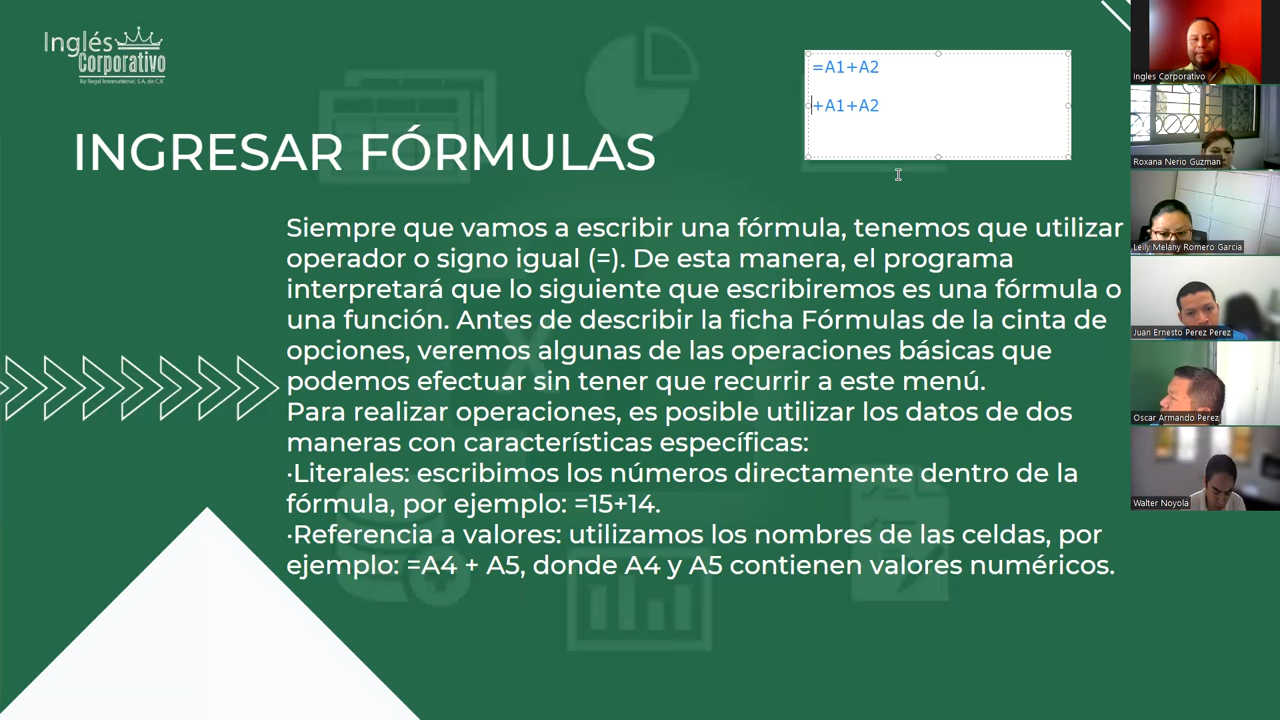 Inglés
Corporativo
By Regal International, S.A. de C.V.
=A1+A2
+A1+A2
INGRESAR FÓRMULAS
Siempre que vamos a escribir una fórmula, tenemos que utilizar
operador o signo igual (=). De esta manera, el programa
interpretará que lo siguiente que escribiremos es una fórmula o
una función. Antes de describir la ficha Fórmulas de la cinta de
opciones, veremos algunas de las operaciones básicas que
podemos efectuar sin tener que recurrir a este menú.
Para realizar operaciones, es posible utilizar los datos de dos
maneras con características específicas:
·Literales: escribimos los números directamente dentro de la
fórmula, por ejemplo: =15+14.
·Referencia a valores: utilizamos los nombres de las celdas, por
ejemplo: =A4 + A5, donde A4 y A5 contienen valores numéricos.
Ingles Corporativo
Roxana Nerio Guzman
Leily Melany Romero Garcia
Juan Ernesto Perez Perez
Oscar Armando Perez
Walter Noyola